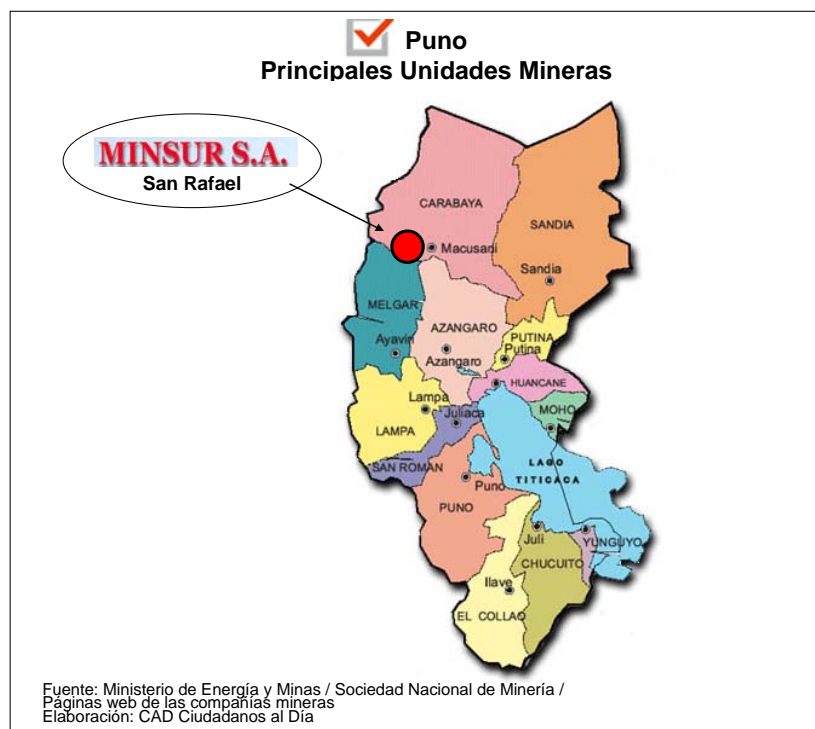 Puno
Principales Unidades Mineras
MINSUR S.A.
San Rafael
CARABAYA
SANDIA
Macusani
Sandia
MELGAR
AZANGARO
PUTINA
Putina
Ayaviri
Azangaro
HUANCANE
Lampa
MOHO
Juliaca
LAMPA
LAGO
TITICACA
SAN ROMAN
Puno
PUNO
Juli
YUNGUYO
CHUCUITO
Ilave
EL COLLAO
Fuente: Ministerio de Energía y Minas / Sociedad Nacional de Minería /
Páginas web de las compañías mineras
Elaboración: CAD Ciudadanos al Día